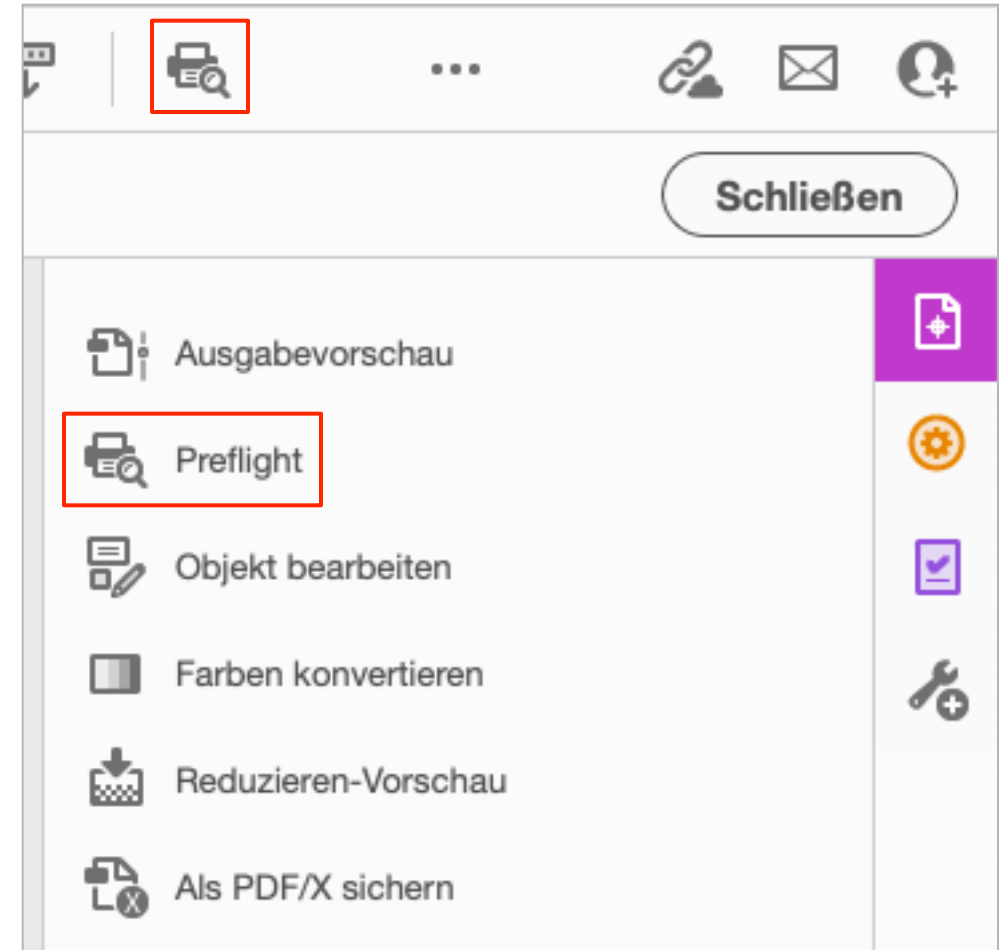 Schließen
Ausgabevorschau
Preflight
Objekt bearbeiten
Farben konvertieren
Reduzieren-Vorschau
Als PDF/X sichern